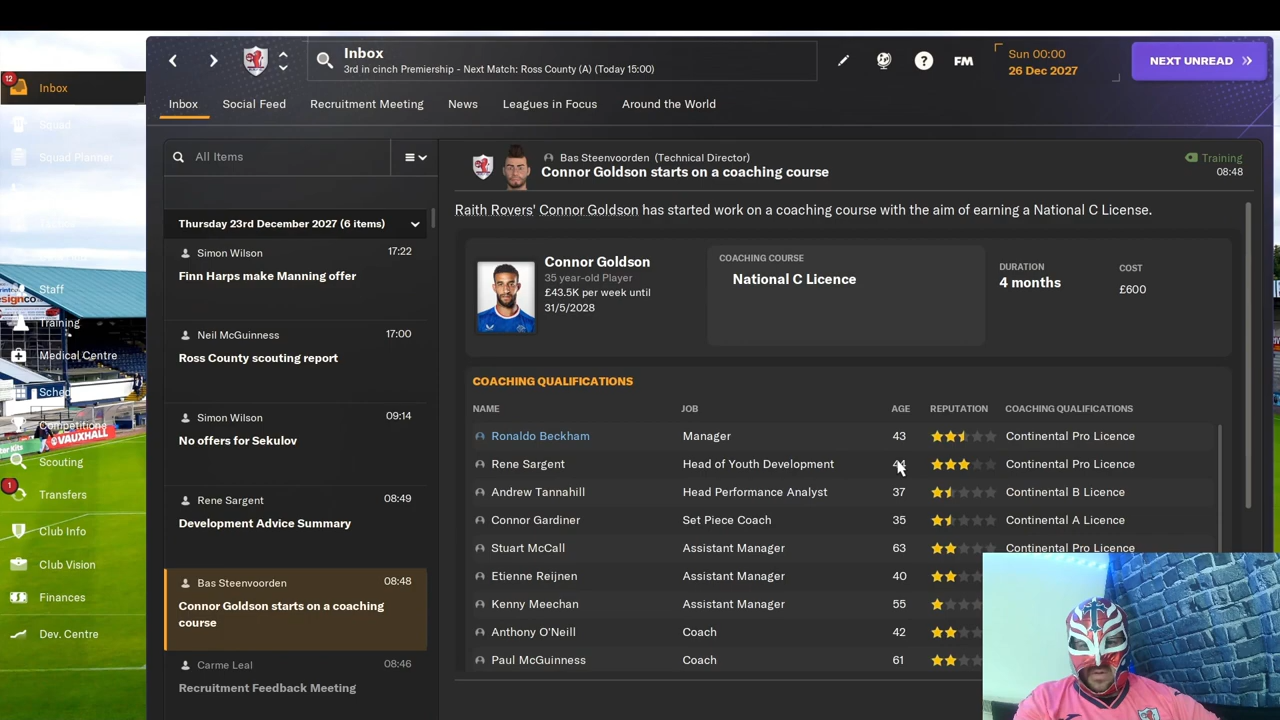 Inbox
3rd in cinch Premiership - Next Match: Ross County (A) (Today 15:00)
FM
Sun 00:00
26 Dec 2027
NEXT UNREAD
12
Inbox
Squad
Squad Planner
Staff
Training
Medical Centre
Sched
Competitions
VAUXHALL
Scouting
1
Transfers
Club Info
Club Vision
Finances
Dev. Centre
Inbox Social Feed Recruitment Meeting News Leagues in Focus Around the World
All Items
Thursday 23rd December 2027 (6 items)
Simon Wilson 17:22
Finn Harps make Manning offer
Neil McGuinness 17:00
Ross County scouting report
Simon Wilson 09:14
No offers for Sekulov
Rene Sargent 08:49
Development Advice Summary
Bas Steenvoorden 08:48
Connor Goldson starts on a coaching
course
Carme Leal 08:46
Recruitment Feedback Meeting
Bas Steenvoorden (Technical Director)
Connor Goldson starts on a coaching course
Training
08:48
Raith Rovers' Connor Goldson has started work on a coaching course with the aim of earning a National C License.
Connor Goldson
35 year-old Player
£43.5K per week until
31/5/2028
COACHING COURSE
National C Licence
DURATION
4 months
COST
£600
COACHING QUALIFICATIONS
NAME JOB AGE REPUTATION COACHING QUALIFICATIONS
Ronaldo Beckham Manager 43 Continental Pro Licence
Rene Sargent Head of Youth Development Continental Pro Licence
Andrew Tannahill Head Performance Analyst 37 Continental B Licence
Connor Gardiner Set Piece Coach 35 Continental A Licence
Stuart McCall Assistant Manager 63 Continental Pro Licence
Etienne Reijnen Assistant Manager 40
Kenny Meechan Assistant Manager 55
Anthony O'Neill Coach 42
Paul McGuinness Coach 61